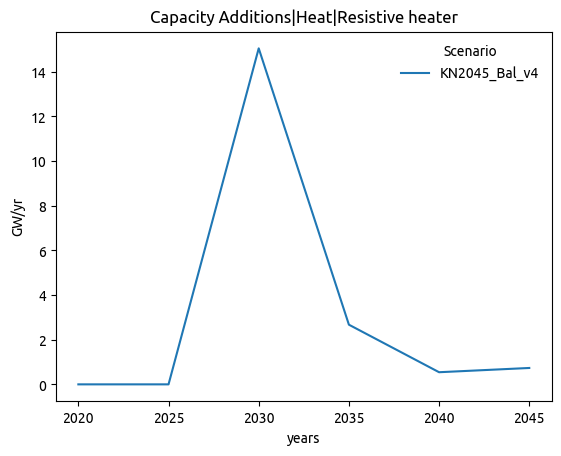 Capacity Additions|Heat|Resistive heater
Scenario
KN2045_Bal_v4
GW/yr
14
12
10
8
6
4
2
0
2020 2025 2030 2035 2040 2045
years